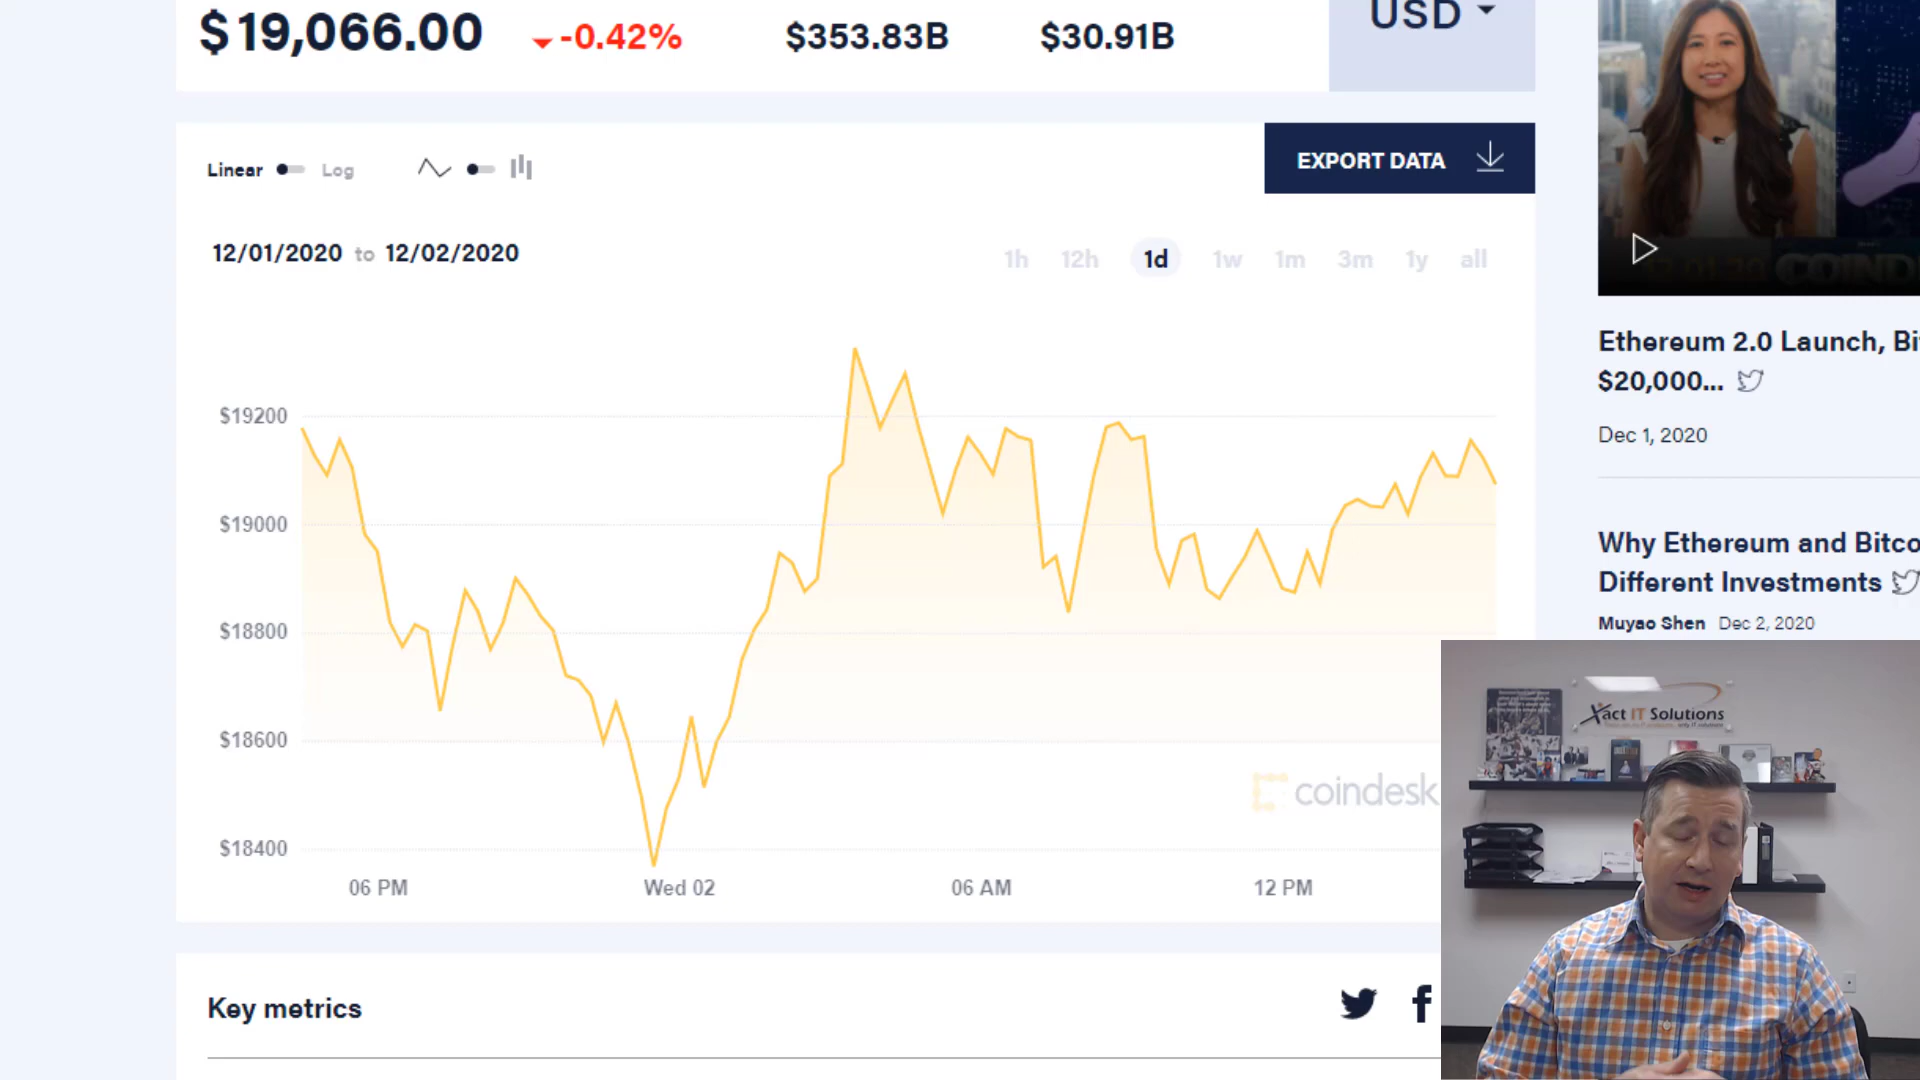 $19,066.00 -0.42% $353.83B $30.91B USD
EXPORT DATA
Linear Log
12/01/2020 to 12/02/2020
1h 12h 1d 1w 1m 3m 1y all
$19200
$19000
$18800
$18600
$18400
06 PM Wed 02 06 AM 12 PM
coindesk
Key metrics
COIND
Ethereum 2.0 Launch, Bi
$20,000...
Dec 1, 2020
Why Ethereum and Bitco
Different Investments
Muyao Shen Dec 2, 2020
Xact IT Solutions